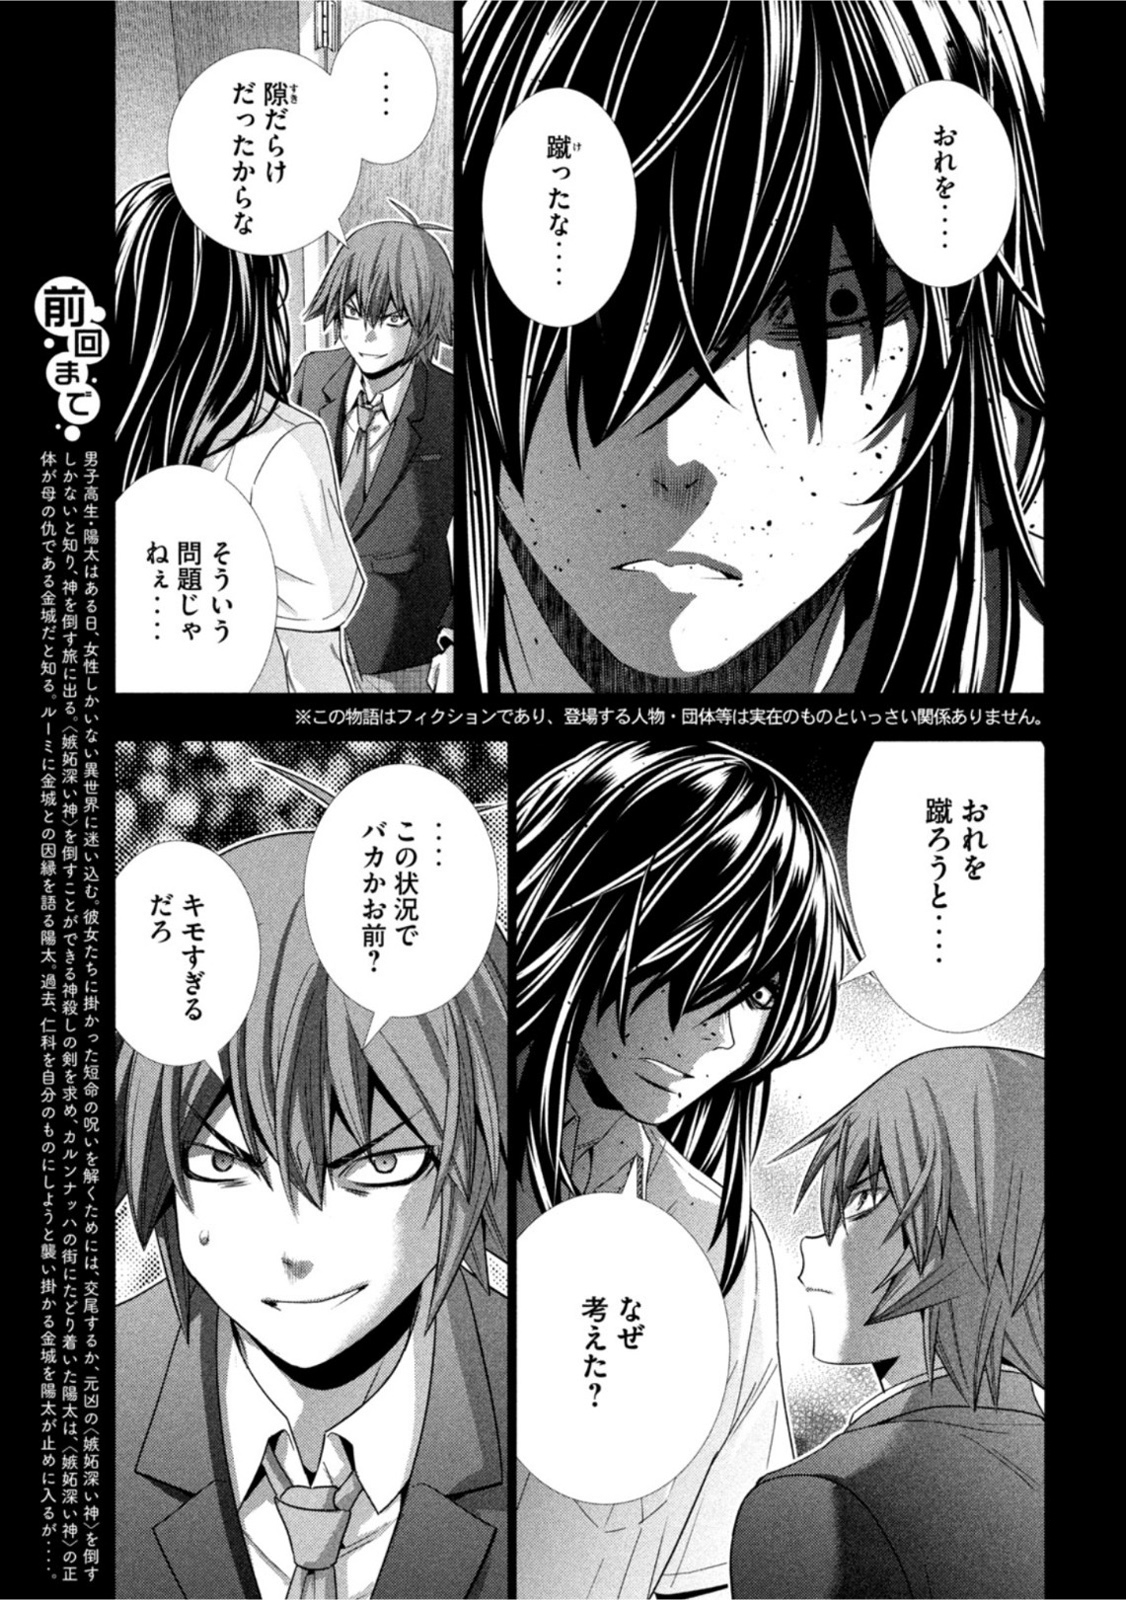 おれを‥‥
蹴ったな‥‥
け
‥‥
隙だらけ
すき
だったからな
そういう
問題じゃ
ねぇ‥‥
※この物語はフィクションであり、登場する人物・団体等は実在のものといっさい関係ありません。
おれを
蹴ろうと‥‥
なぜ
考えた？
‥‥
この状況で
バカかお前？
キモすぎる
だろ
前回まで
男子高生・陽太はある日、女性しかいない異世界に迷い込む。彼女たちに掛かった短命の呪いを解くためには、交尾するか、元凶の〈嫉妬深い神〉を倒す
しかないと知り、神を倒す旅に出る。〈嫉妬深い神〉を倒すことができる神殺しの剣を求め、カルンナッハの街にたどり着いた陽太は、〈嫉妬深い神〉の正
体が母の仇である金城だと知る。ルーミに金城との因縁を語る陽太。過去、仁科を自分のものにしようと襲い掛かる金城を陽太が止めに入るが‥‥。